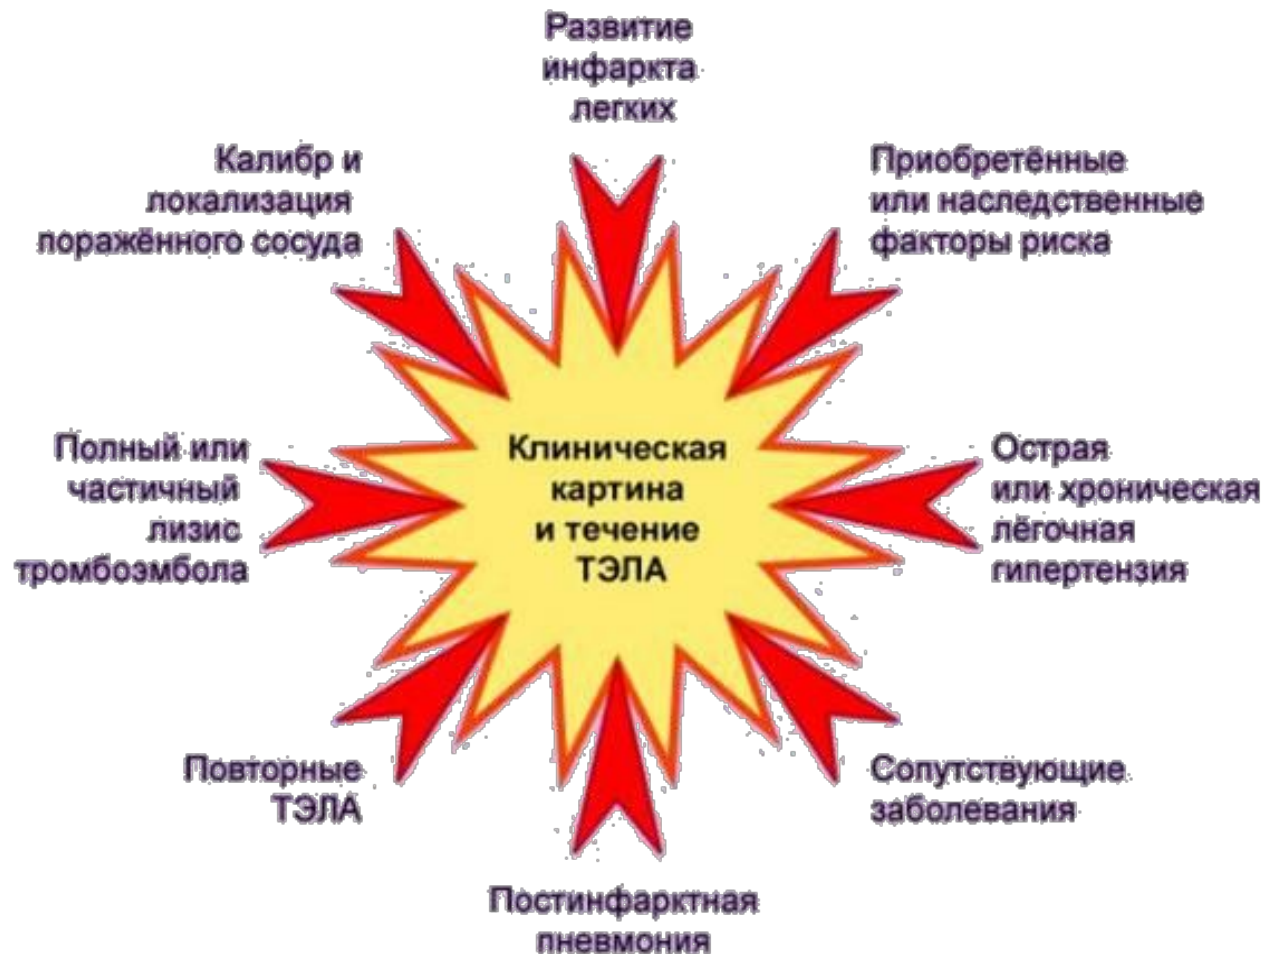 Развитие
инфаркта
легких
Калибр и
локализация
поражённого сосуда
Приобретённые
или наследственные
факторы риска
Полный или
частичный
лизис
тромбоэмбола
Клиническая
картина
и течение
ТЭЛА
Острая
или хроническая
лёгочная
гипертензия
Повторные
ТЭЛА
Сопутствующие
заболевания
Постинфарктная
пневмония